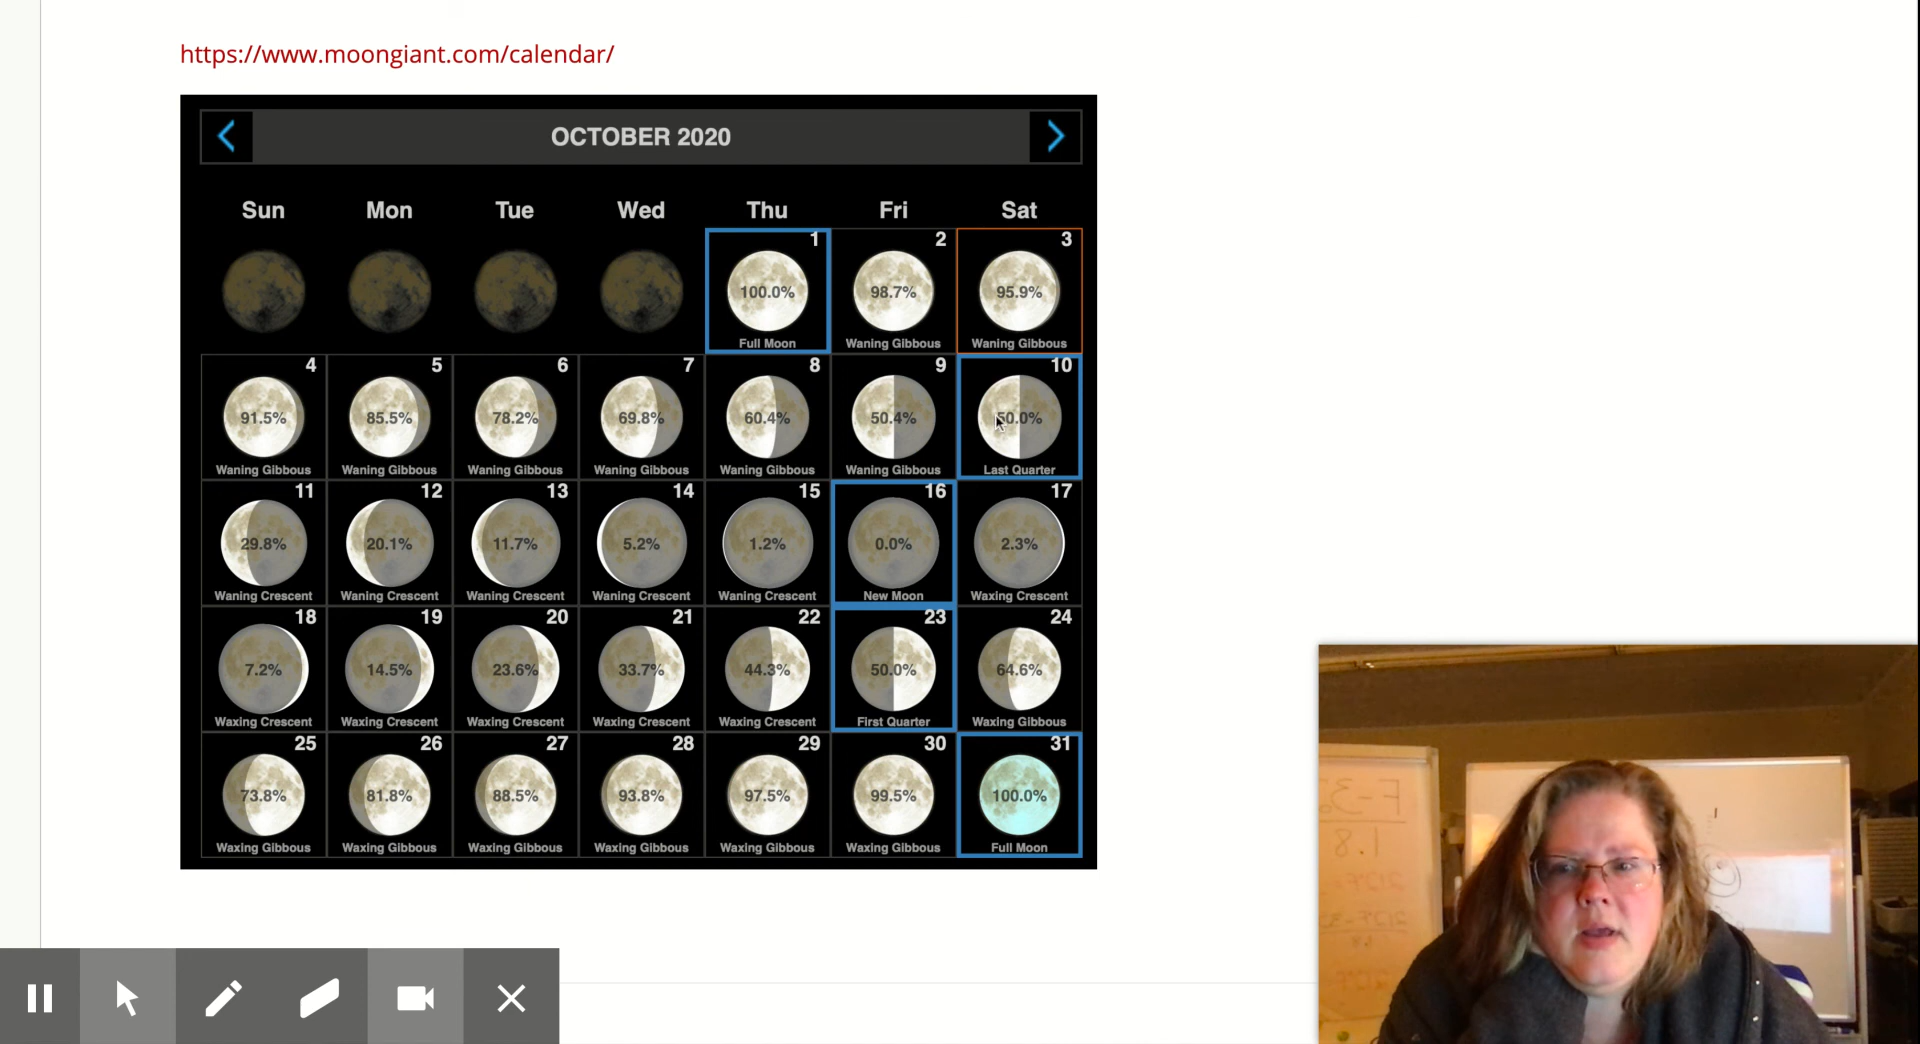 https://www.moongiant.com/calendar/
OCTOBER 2020
Sun Mon Tue Wed Thu Fri Sat
1 2 3
100.0% 98.7% 95.9%
Full Moon Waning Gibbous Waning Gibbous
4 5 6 7 8 9 10
91.5% 85.5% 78.2% 69.8% 60.4% 50.4% 50.0%
Waning Gibbous Waning Gibbous Waning Gibbous Waning Gibbous Waning Gibbous Waning Gibbous Last Quarter
11 12 13 14 15 16 17
29.8% 20.1% 11.7% 5.2% 1.2% 0.0% 2.3%
Waning Crescent Waning Crescent Waning Crescent Waning Crescent Waning Crescent New Moon Waxing Crescent
18 19 20 21 22 23 24
7.2% 14.5% 23.6% 33.7% 44.3% 50.0% 64.6%
Waxing Crescent Waxing Crescent Waxing Crescent Waxing Crescent Waxing Crescent First Quarter Waxing Gibbous
25 26 27 28 29 30 31
73.8% 81.8% 88.5% 93.8% 97.5% 99.5% 100.0%
Waxing Gibbous Waxing Gibbous Waxing Gibbous Waxing Gibbous Waxing Gibbous Waxing Gibbous Full Moon
1.8